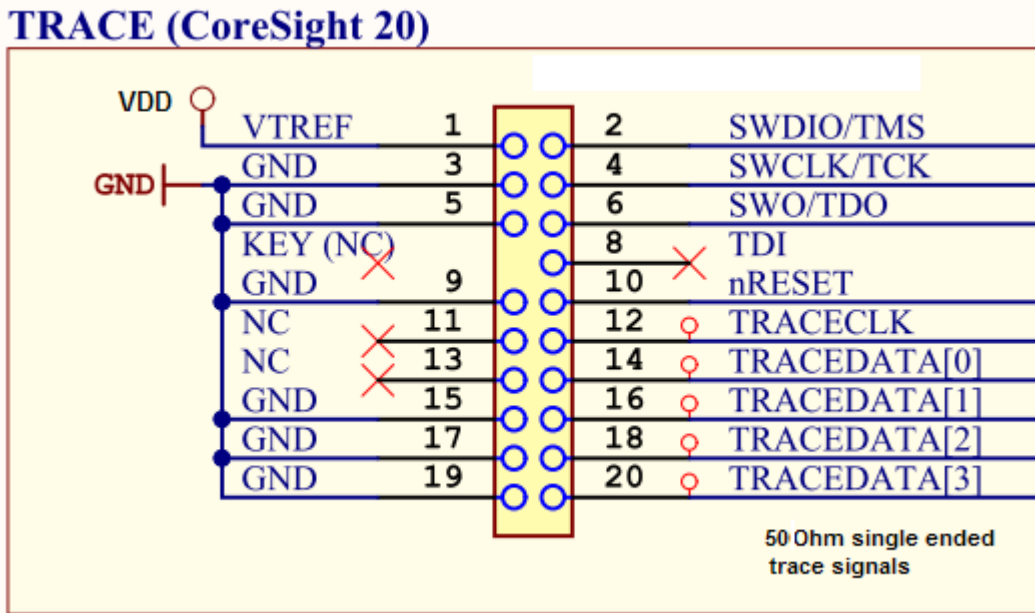 TRACE (CoreSight 20)
VDD
VTREF 1 2 SWDIO/TMS
GND GND 3 4 SWCLK/TCK
GND 5 6 SWO/TDO
KEY (NC) 8 TDI
GND 9 10 nRESET
NC 11 12 TRACECLK
NC 13 14 TRACEDATA[0]
GND 15 16 TRACEDATA[1]
GND 17 18 TRACEDATA[2]
GND 19 20 TRACEDATA[3]
50 Ohm single ended
trace signals